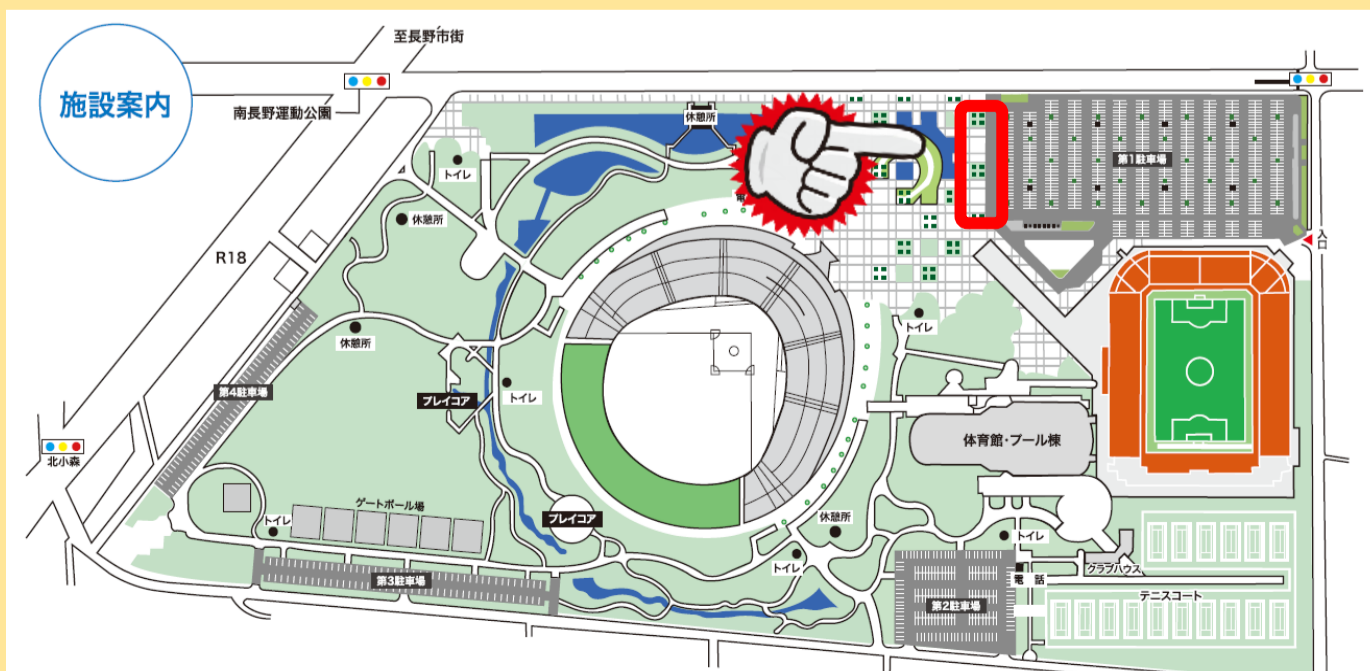 施設案内
至長野市街
南長野運動公園
休憩所
第1駐車場
トイレ
休憩所
入口
R18
トイレ
休憩所
第4駐車場
プレイコア
トイレ
体育館・プール棟
北小森
ゲートボール場
トイレ
プレイコア
休憩所
トイレ
トイレ
第3駐車場
電 話
クラブハウス
第2駐車場
テニスコート